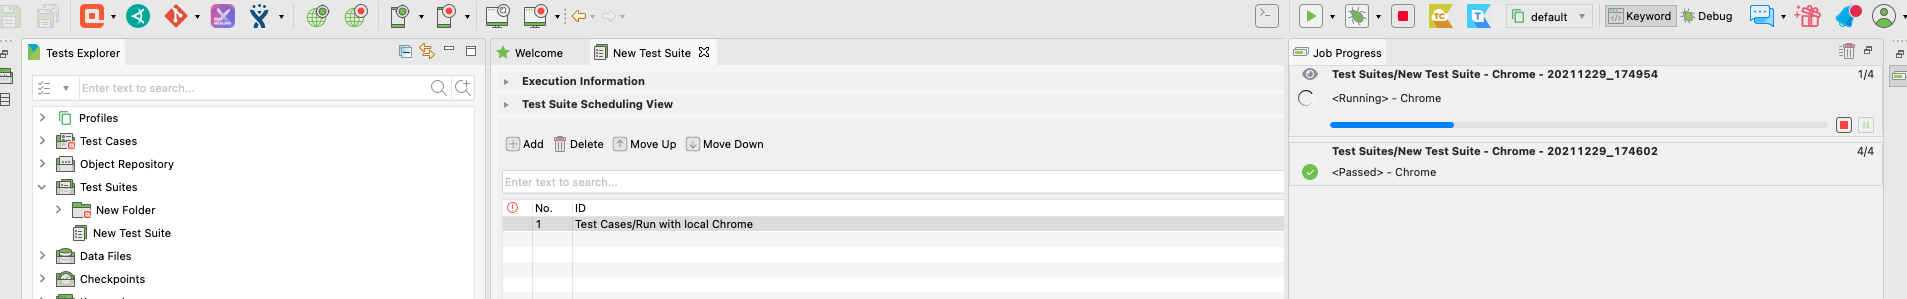 TC
T
default
Keyword
Debug
Tests Explorer
Enter text to search...
Profiles
Test Cases
Object Repository
Test Suites
New Folder
New Test Suite
Data Files
Checkpoints
Welcome
New Test Suite
Execution Information
Test Suite Scheduling View
Add
Delete
Move Up
Move Down
Enter text to search...
No.
ID
1
Test Cases/Run with local Chrome
Job Progress
Test Suites/New Test Suite - Chrome - 20211229_174954
1/4
<Running> - Chrome
Test Suites/New Test Suite - Chrome - 20211229_174602
4/4
<Passed> - Chrome